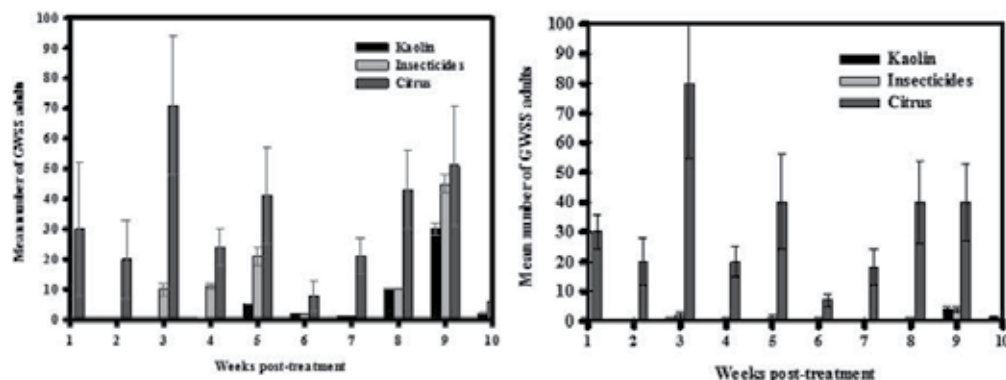 Mean number of GWSS adults
100
90
80
70
60
50
40
30
20
10
0
Kaolin
Insecticides
Citrus
1 2 3 4 5 6 7 8 9 10
Weeks post-treatment
Mean number of GWSS adults
100
90
80
70
60
50
40
30
20
10
0
Kaolin
Insecticides
Citrus
1 2 3 4 5 6 7 8 9 10
Weeks post-treatment